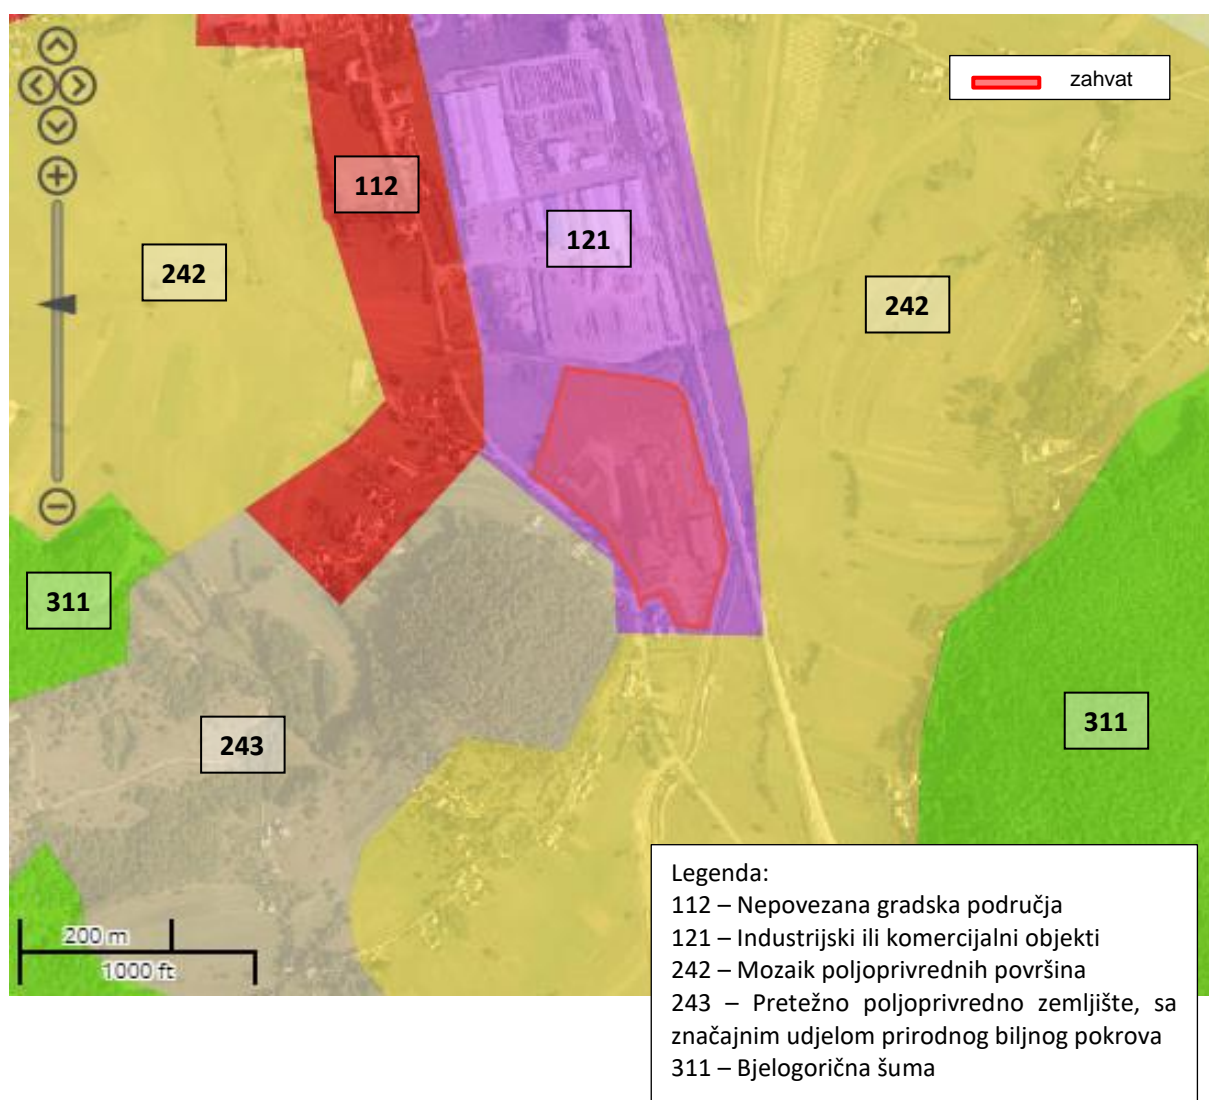 zahvat
112
121
242
242
311
243
311
200 m
1000 ft
Legenda:
112 – Nepovezana gradska područja
121 – Industrijski ili komercijalni objekti
242 – Mozaik poljoprivrednih površina
243 – Pretežno poljoprivredno zemljište, sa
značajnim udjelom prirodnog biljnog pokrova
311 – Bjelogorična šuma